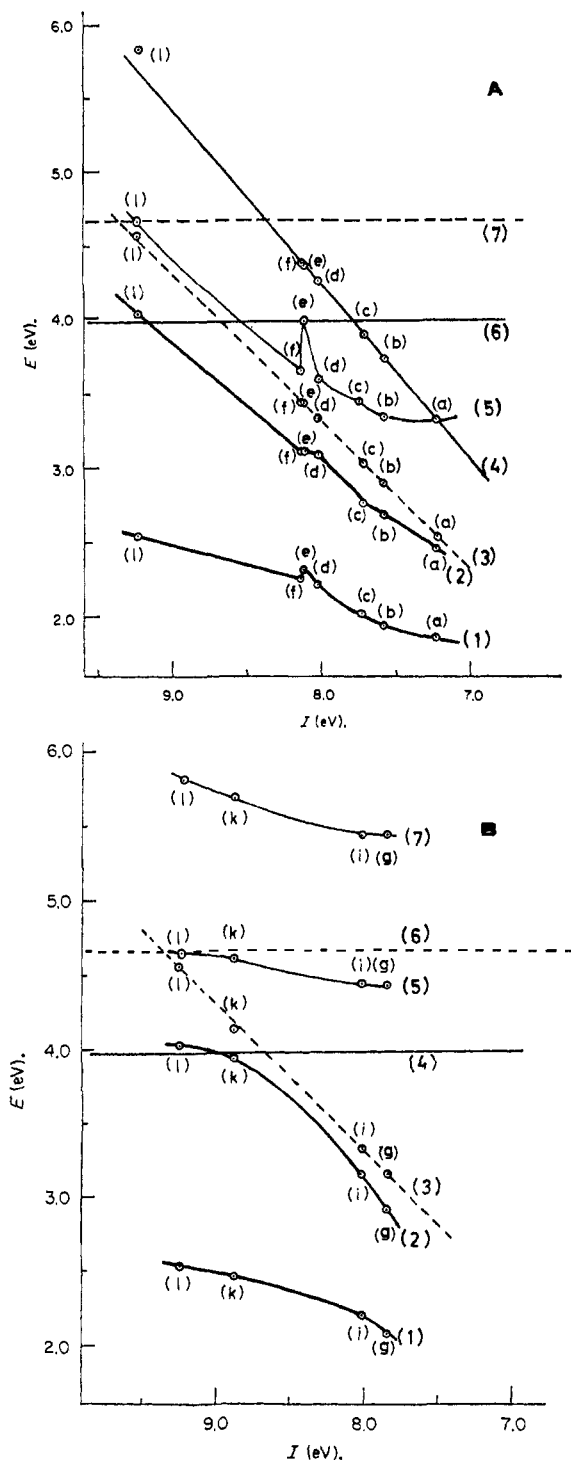 A
6.0
(l)
5.0
(l)
(7)
(l)
(f) (e)
(d)
(c)
(l)
(e)
4.0
(6)
(b)
(f)
(d)
(c)
(b)
(a)
(5)
(e)
(f) (d)
(4)
(c)
(b)
3.0
(e)
(f)
(d)
(a)
(c)
(b)
(3)
(a) (2)
(l)
(e)
(d)
(f)
(c)
(b)
(a)
2.0
(1)
E (eV).
9.0 8.0 7.0
I (eV).
6.0
B
(l)
(k)
(i) (g)
(7)
5.0
(l)
(k)
(6)
(l)
(i)(g)
(5)
(k)
4.0
(l)
(k)
(4)
(i)
(g)
(3)
3.0
(i)
(g) (2)
(l)
(k)
(i)
(g)
(1)
2.0
E (eV).
9.0 8.0 7.0
I (eV).